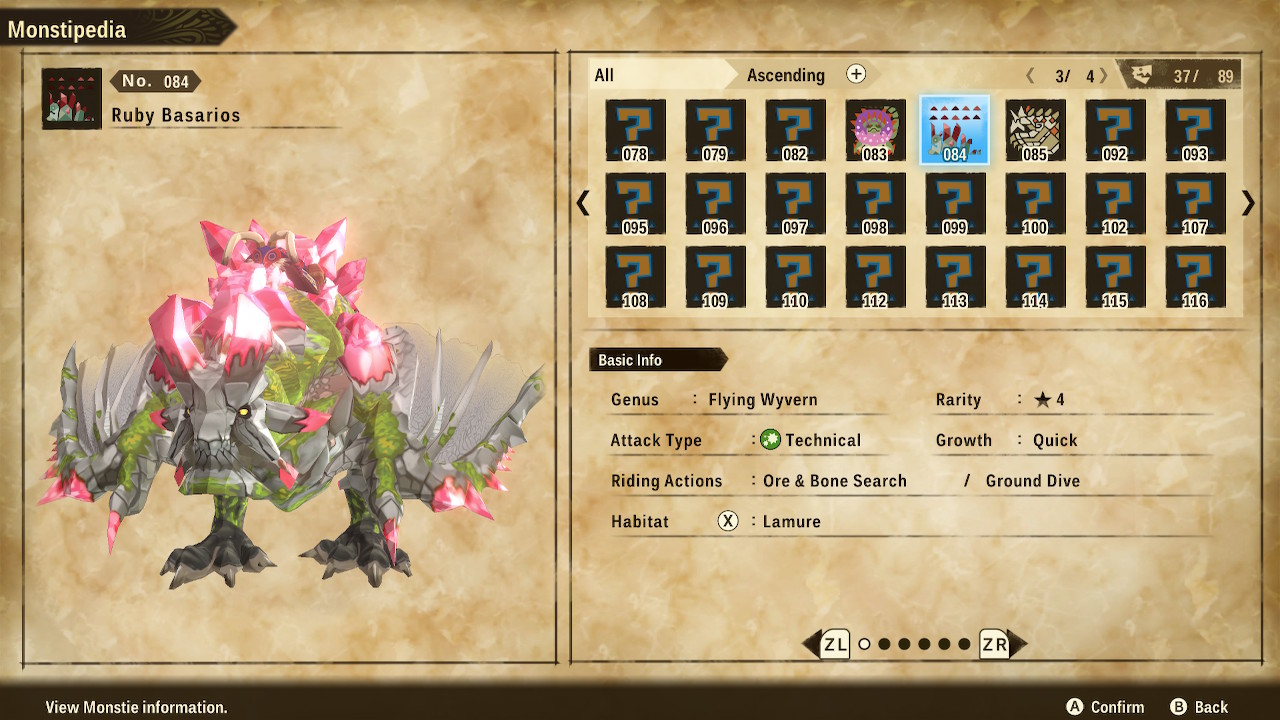 Monstipedia
No. 084
Ruby Basarios
All Ascending + 3/ 4 37/ 89
? 078 ? 079 ? 082 083 084 085 ? 092 ? 093
? 095 ? 096 ? 097 ? 098 ? 099 ? 100 ? 102 ? 107
? 108 ? 109 ? 110 ? 112 ? 113 ? 114 ? 115 ? 116
Basic Info
Genus : Flying Wyvern Rarity : ★ 4
Attack Type : Technical Growth : Quick
Riding Actions : Ore & Bone Search / Ground Dive
Habitat X : Lamure
ZL ZR
View Monstie information. A Confirm B Back